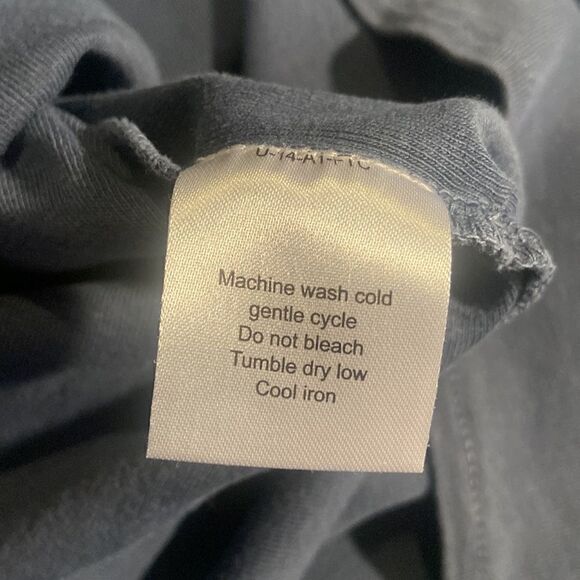 Machine wash cold
gentle cycle
Do not bleach
Tumble dry low
Cool iron